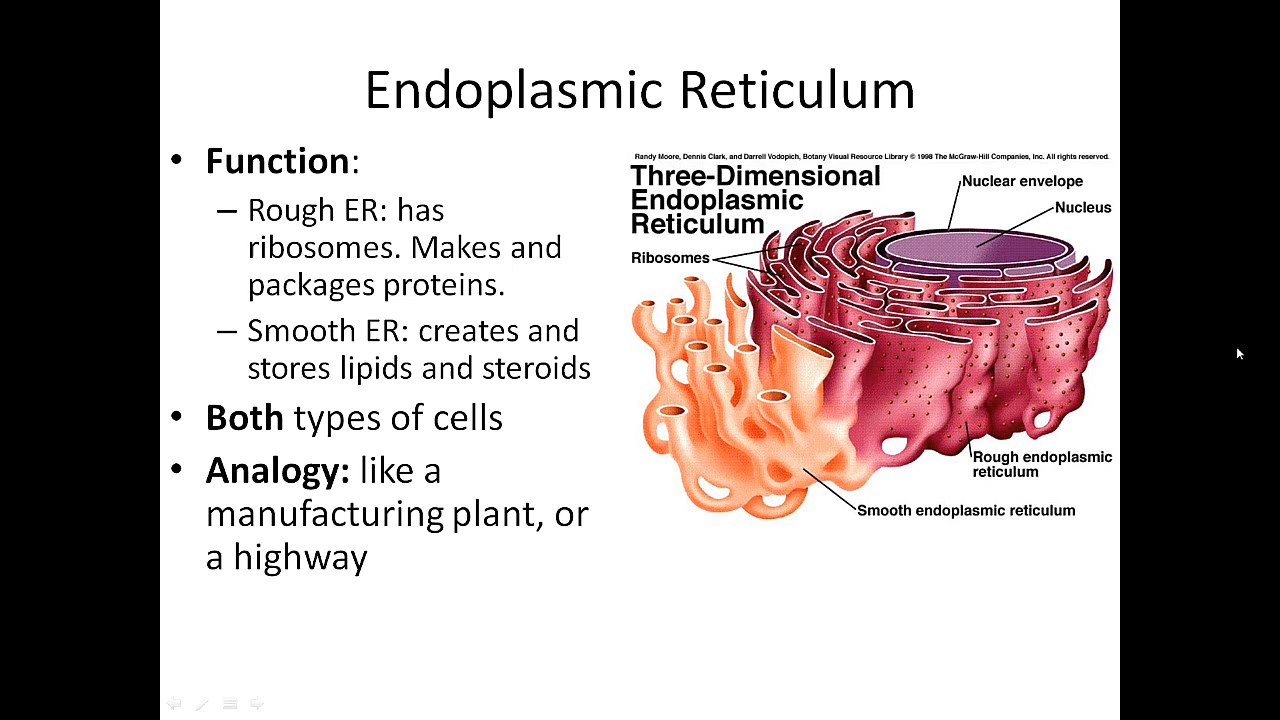 Endoplasmic Reticulum
• Function:
– Rough ER: has
ribosomes. Makes and
packages proteins.
– Smooth ER: creates and
stores lipids and steroids
• Both types of cells
• Analogy: like a
manufacturing plant, or
a highway
Randy Moore, Dennis Clark, and Darrell Vodopich, Botany Visual Resource Library © 1998 The McGraw-Hill Companies, Inc. All rights reserved.
Three-Dimensional
Endoplasmic
Reticulum
Nuclear envelope
Nucleus
Ribosomes
Rough endoplasmic
reticulum
Smooth endoplasmic reticulum